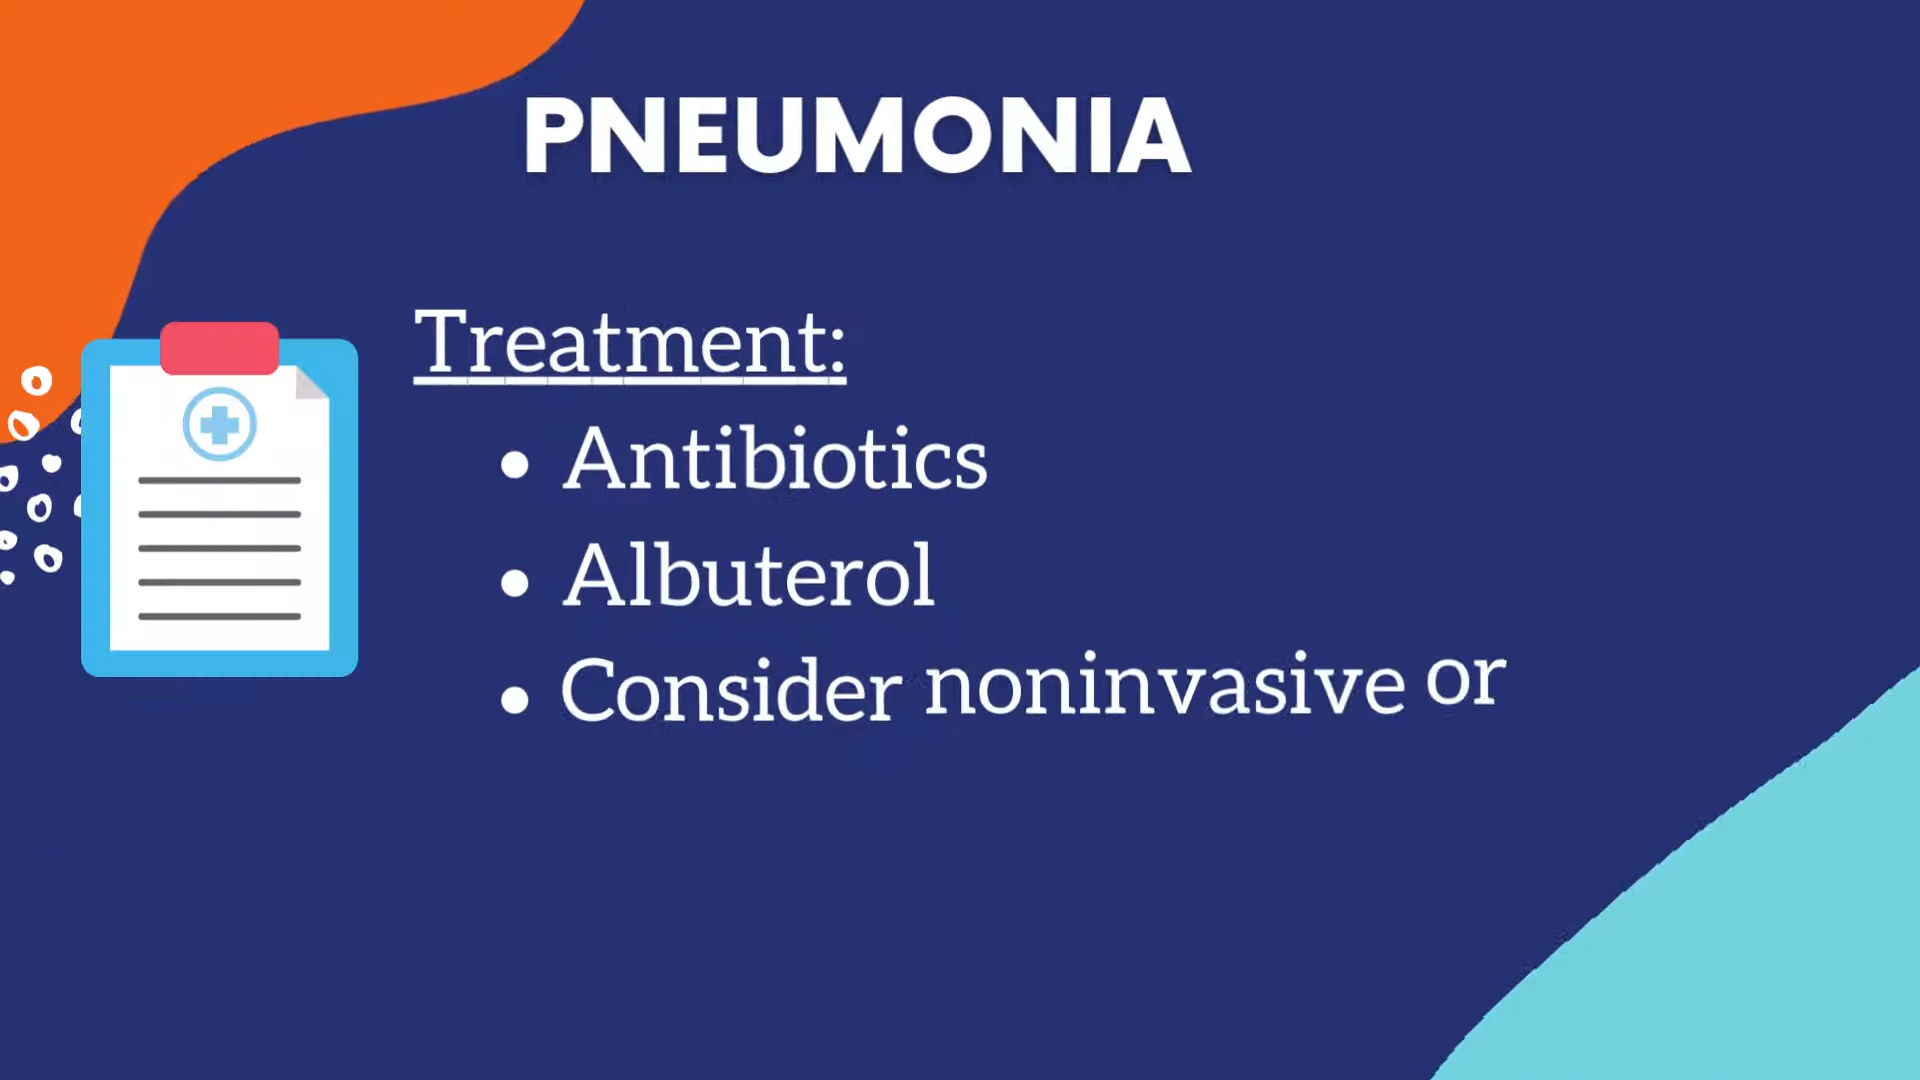 PNEUMONIA
Treatment:
• Antibiotics
• Albuterol
• Consider noninvasive or